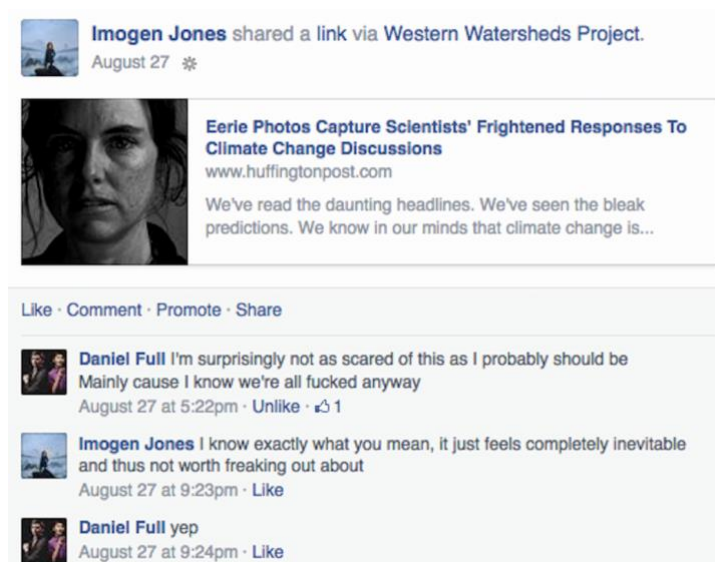 Imogen Jones shared a link via Western Watersheds Project.
August 27
Eerie Photos Capture Scientists' Frightened Responses To
Climate Change Discussions
www.huffingtonpost.com
We've read the daunting headlines. We've seen the bleak
predictions. We know in our minds that climate change is...
Like · Comment · Promote · Share
Daniel Full I'm surprisingly not as scared of this as I probably should be
Mainly cause I know we're all fucked anyway
August 27 at 5:22pm · Unlike · 1
Imogen Jones I know exactly what you mean, it just feels completely inevitable
and thus not worth freaking out about
August 27 at 9:23pm · Like
Daniel Full yep
August 27 at 9:24pm · Like